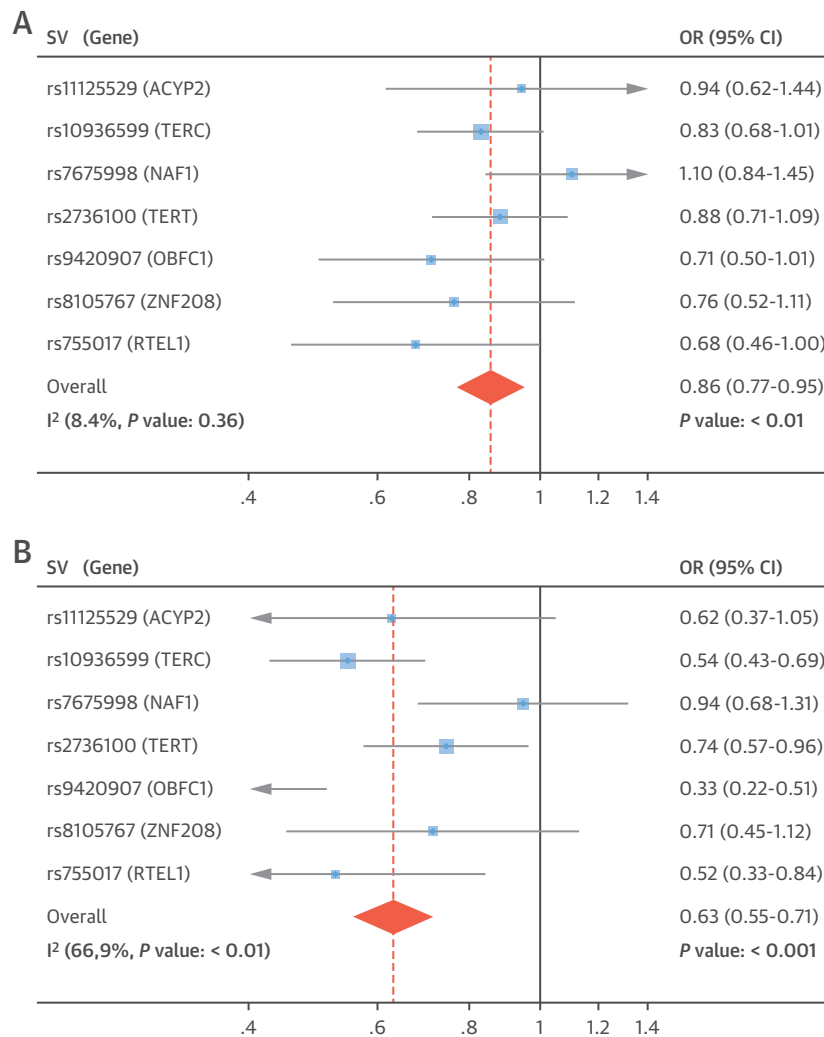 A
SV (Gene) OR (95% CI)
rs11125529 (ACYP2) 0.94 (0.62-1.44)
rs10936599 (TERC) 0.83 (0.68-1.01)
rs7675998 (NAF1) 1.10 (0.84-1.45)
rs2736100 (TERT) 0.88 (0.71-1.09)
rs9420907 (OBFC1) 0.71 (0.50-1.01)
rs8105767 (ZNF208) 0.76 (0.52-1.11)
rs755017 (RTEL1) 0.68 (0.46-1.00)
Overall 0.86 (0.77-0.95)
I² (8.4%, P value: 0.36) P value: < 0.01
.4 .6 .8 1 1.2 1.4
B
SV (Gene) OR (95% CI)
rs11125529 (ACYP2) 0.62 (0.37-1.05)
rs10936599 (TERC) 0.54 (0.43-0.69)
rs7675998 (NAF1) 0.94 (0.68-1.31)
rs2736100 (TERT) 0.74 (0.57-0.96)
rs9420907 (OBFC1) 0.33 (0.22-0.51)
rs8105767 (ZNF208) 0.71 (0.45-1.12)
rs755017 (RTEL1) 0.52 (0.33-0.84)
Overall 0.63 (0.55-0.71)
I² (66,9%, P value: < 0.01) P value: < 0.001
.4 .6 .8 1 1.2 1.4